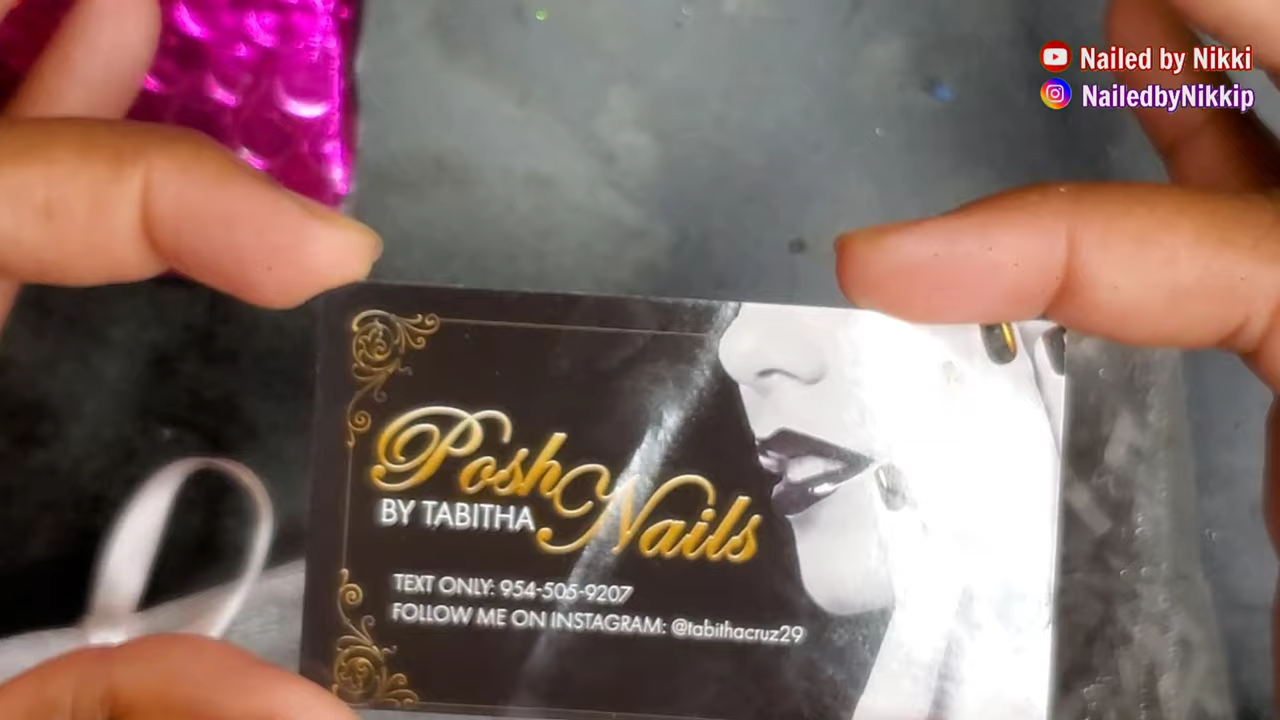 Nailed by Nikki
NailedbyNikkip
Posh Nails
BY TABITHA
TEXT ONLY: 954-505-9207
FOLLOW ME ON INSTAGRAM: @tabithacruz29